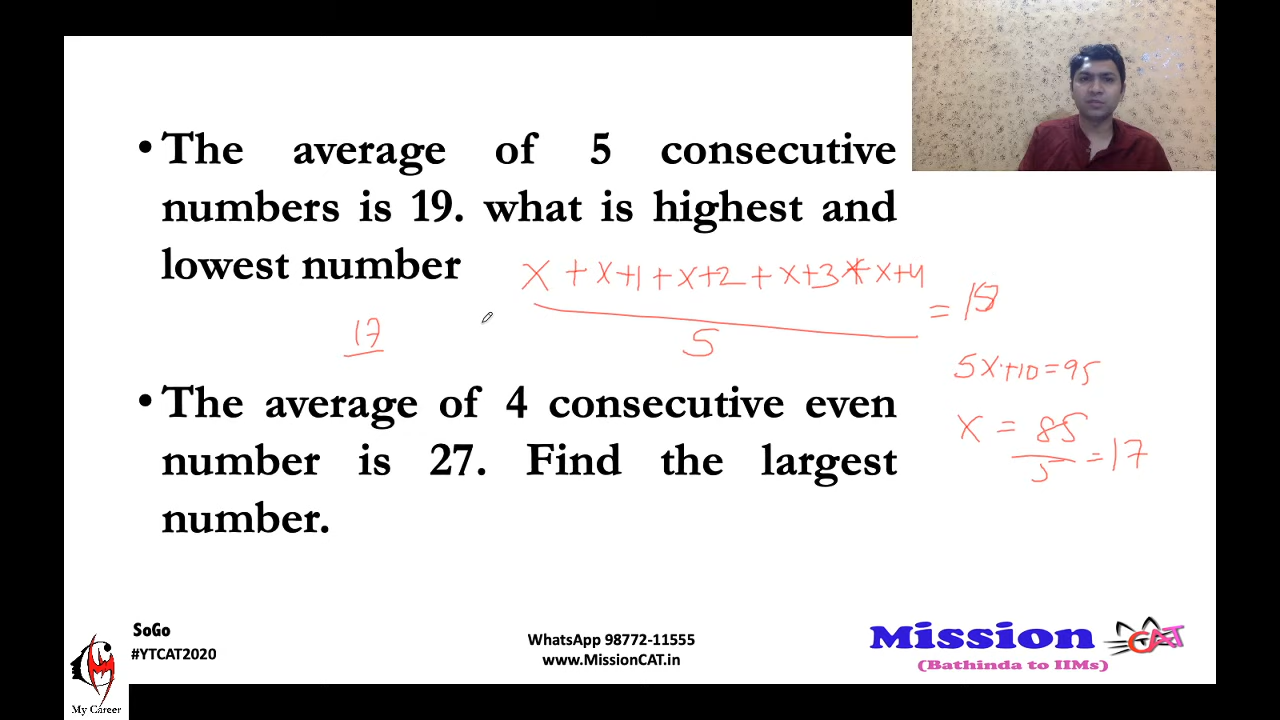 • The average of 5 consecutive
numbers is 19. what is highest and
lowest number
x + x+1 + x+2 + x+3 + x+4
5
=
5x+10=95
17
x = 85
5
=17
• The average of 4 consecutive even
number is 27. Find the largest
number.
SoGo
#YTCAT2020
WhatsApp 98772-11555
www.MissionCAT.in
Mission CAT
(Bathinda to IIMs)
My Career